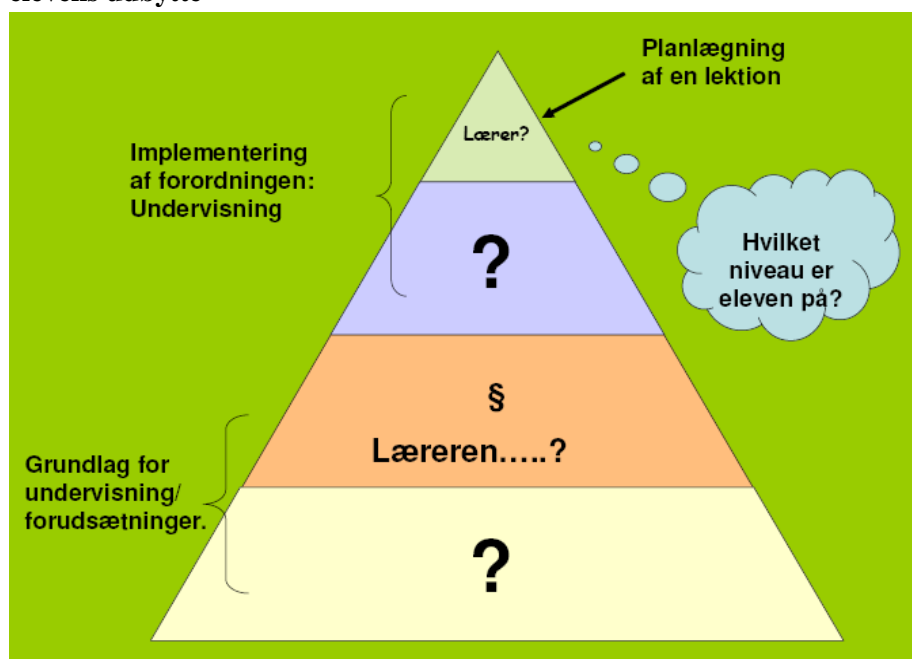 Planlægning
af en lektion
Lærer?
Implementering
af forordningen:
Undervisning
?
Hvilket
niveau er
eleven på?
§
Læreren.....?
Grundlag for
undervisning/
forudsætninger.
?